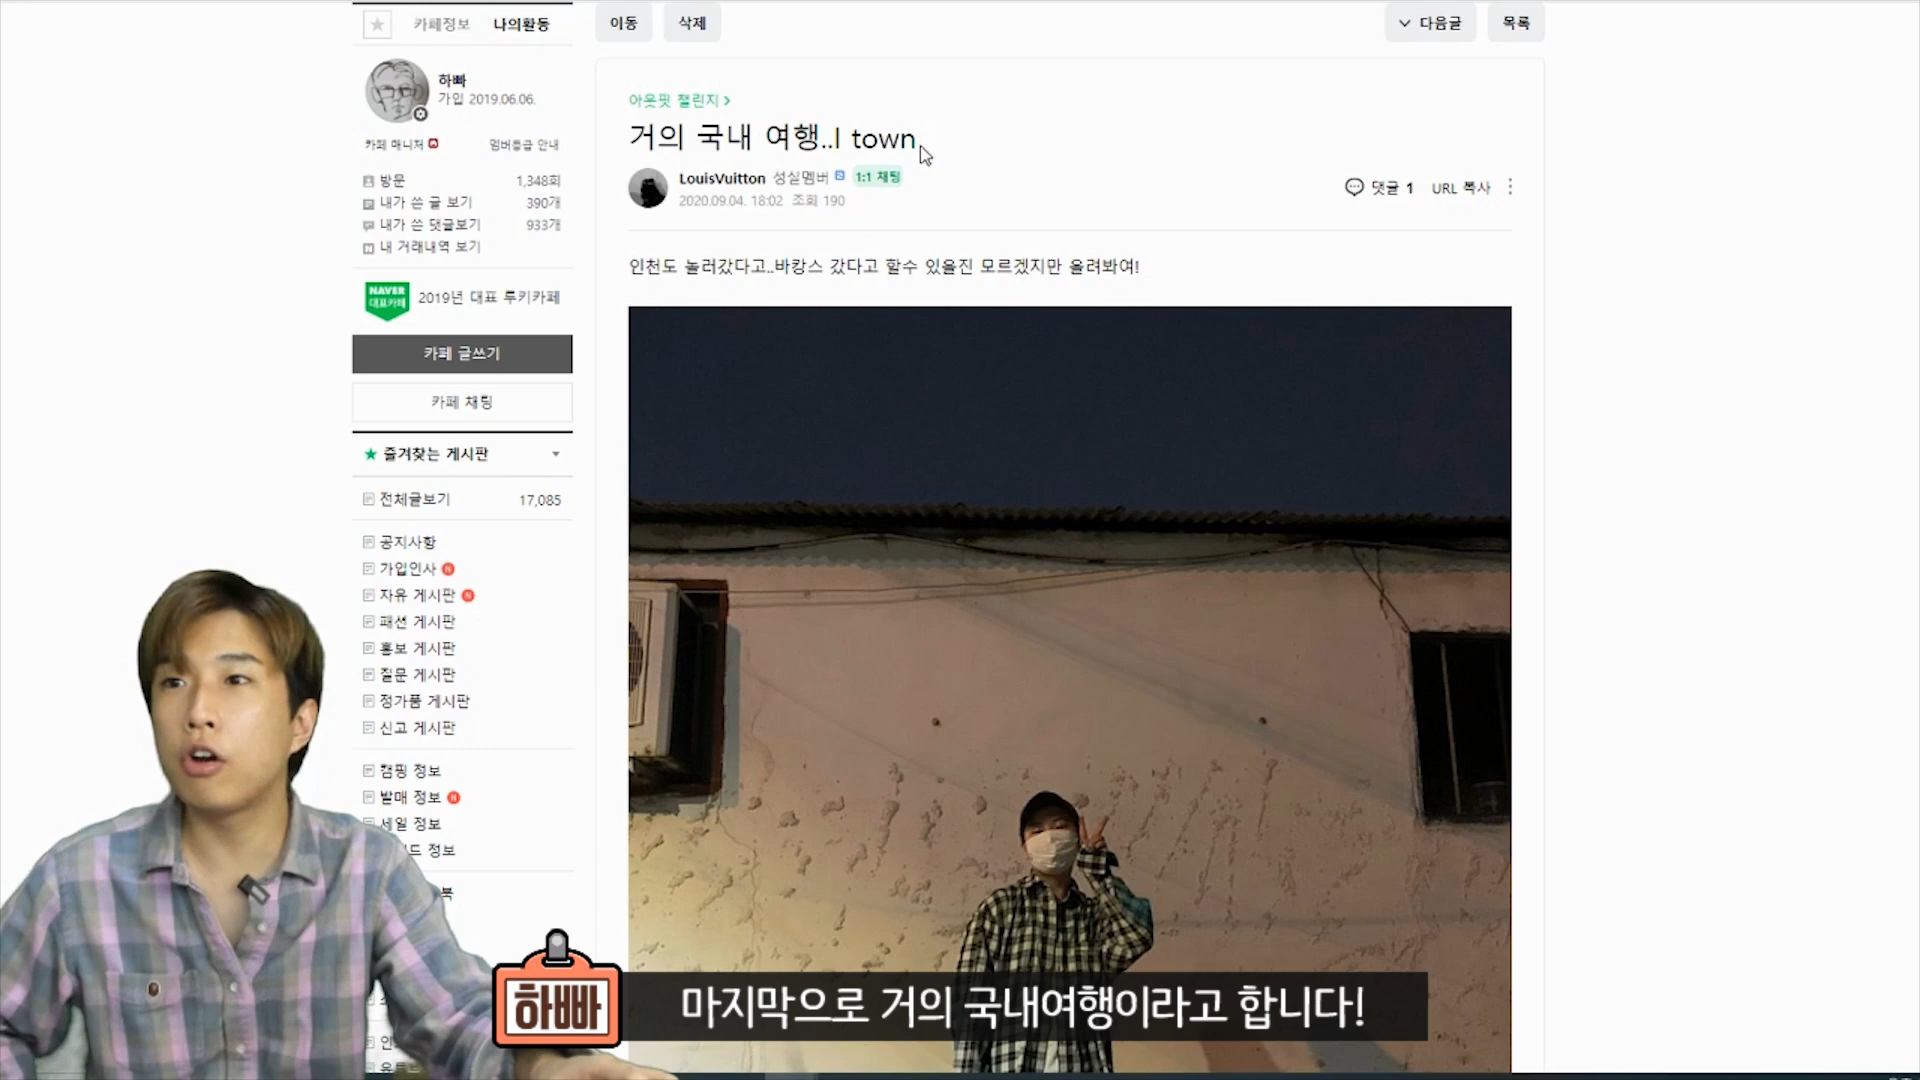 카페정보 나의활동
하빠
가입 2019.06.06.
카페 매니저 멤버등급 안내
방문 1,348회
내가 쓴 글 보기 390개
내가 쓴 댓글보기 933개
내 거래내역 보기
NAVER
대표카페
2019년 대표 루키카페
카페 글쓰기
카페 채팅
즐겨찾는 게시판
전체글보기 17,085
공지사항
가입인사 N
자유 게시판 N
패션 게시판
홍보 게시판
질문 게시판
정가품 게시판
신고 게시판
캠핑 정보
발매 정보 N
세일 정보
드 정보
북
이동 삭제 다음글 목록
아웃핏 챌린지 >
거의 국내 여행..I town
LouisVuitton 성실멤버 1:1 채팅
2020.09.04. 18:02 조회 190
댓글 1 URL 복사
인천도 놀러갔다고..바캉스 갔다고 할수 있을진 모르겠지만 올려봐여!
하빠
마지막으로 거의 국내여행이라고 합니다!